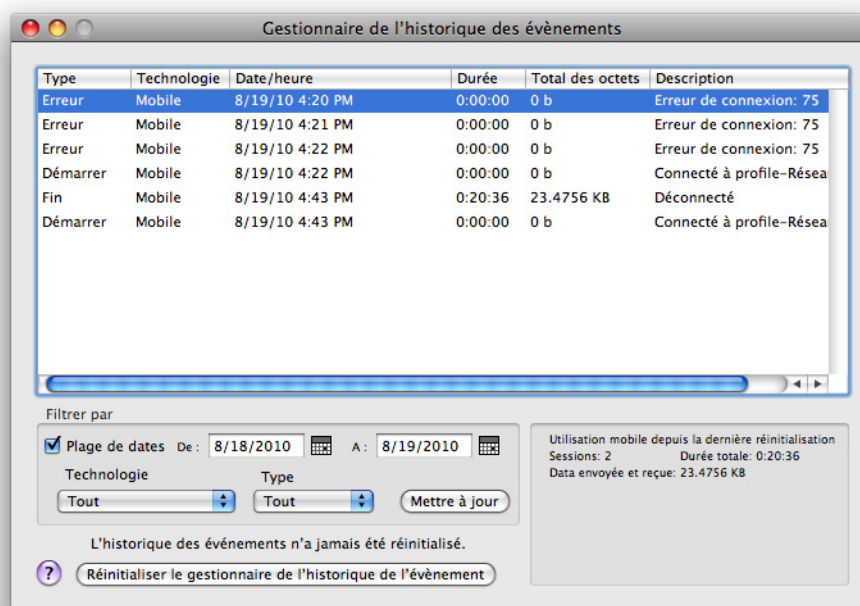 Gestionnaire de l'historique des évènements
Type Technologie Date/heure Durée Total des octets Description
Erreur Mobile 8/19/10 4:20 PM 0:00:00 0 b Erreur de connexion: 75
Erreur Mobile 8/19/10 4:21 PM 0:00:00 0 b Erreur de connexion: 75
Erreur Mobile 8/19/10 4:22 PM 0:00:00 0 b Erreur de connexion: 75
Démarrer Mobile 8/19/10 4:22 PM 0:00:00 0 b Connecté à profile-Résea
Fin Mobile 8/19/10 4:43 PM 0:20:36 23.4756 KB Déconnecté
Démarrer Mobile 8/19/10 4:43 PM 0:00:00 0 b Connecté à profile-Résea
Filtrer par
Plage de dates De : 8/18/2010 A : 8/19/2010
Technologie Type
Tout Tout Mettre à jour
Utilisation mobile depuis la dernière réinitialisation
Sessions: 2 Durée totale: 0:20:36
Data envoyée et reçue: 23.4756 KB
L'historique des événements n'a jamais été réinitialisé.
? Réinitialiser le gestionnaire de l'historique de l'évènement